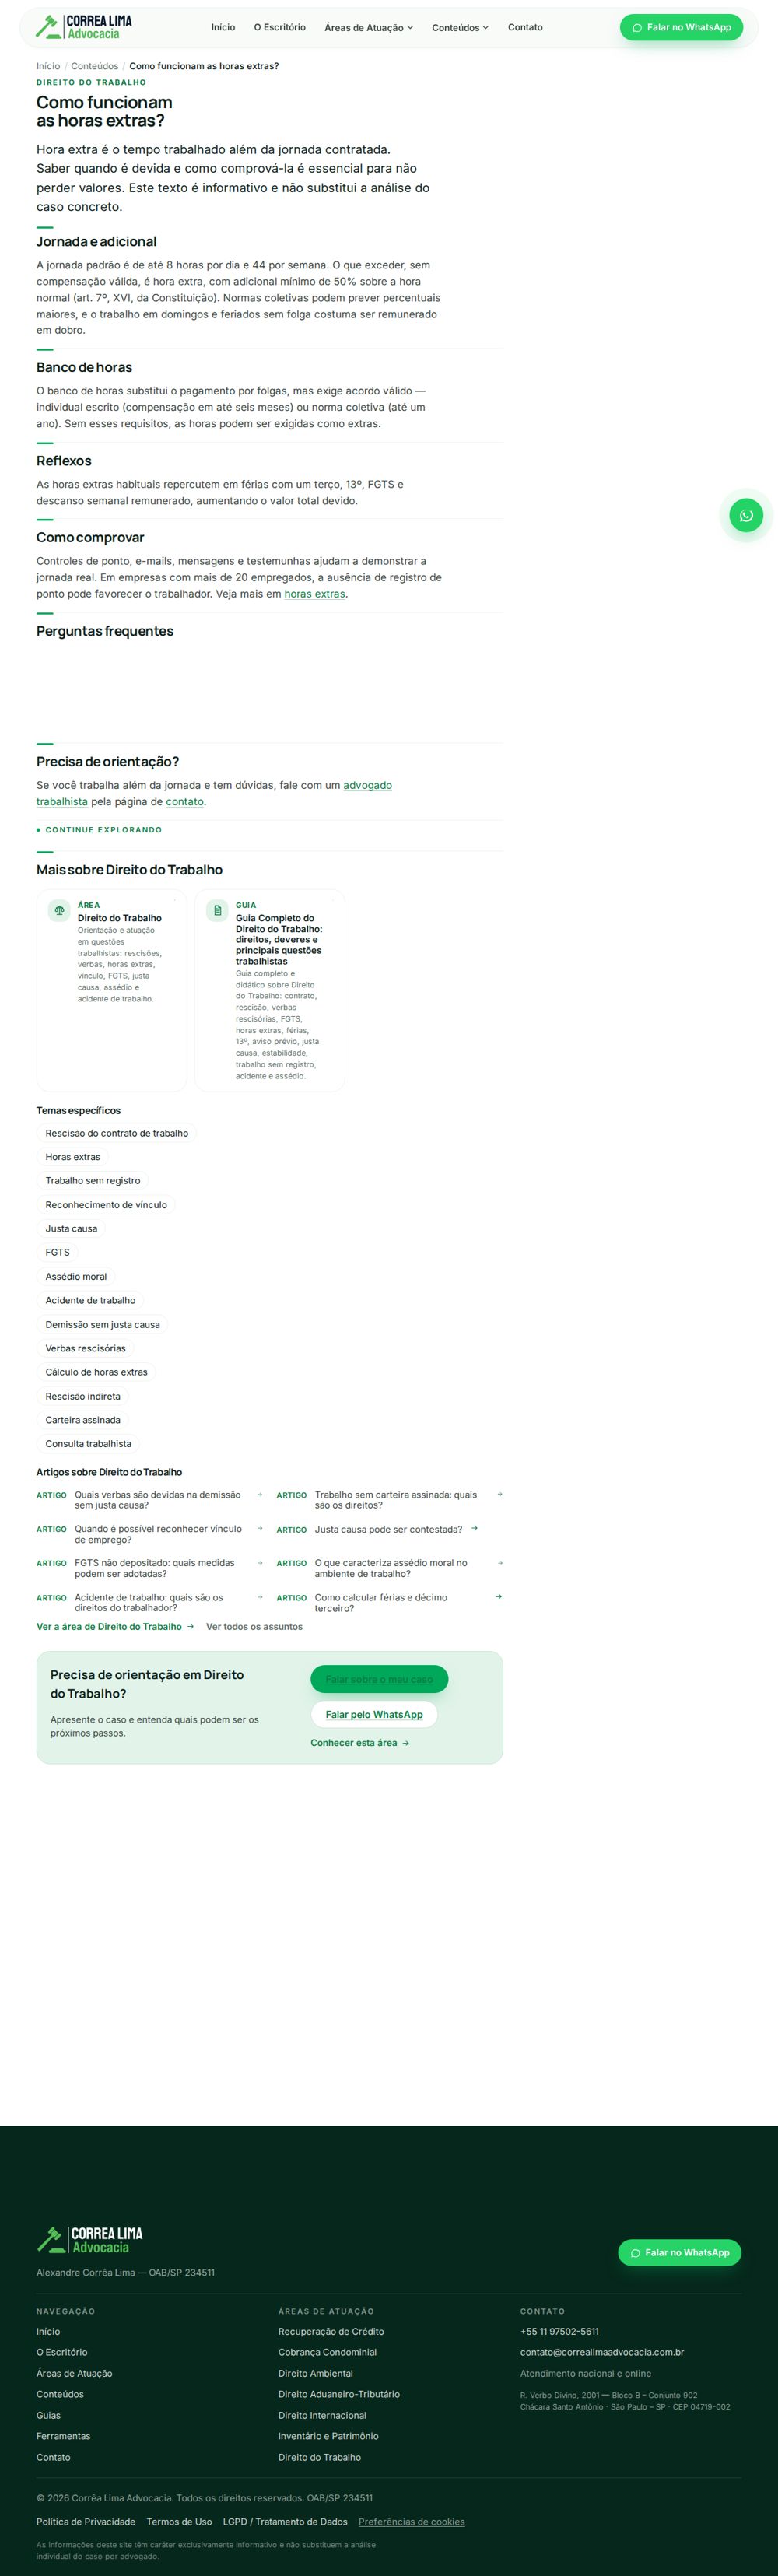 CORREA LIMA
Advocacia
Início
O Escritório
Áreas de Atuação
Conteúdos
Contato
Falar no WhatsApp
Início / Conteúdos / Como funcionam as horas extras?
DIREITO DO TRABALHO
Como funcionam
as horas extras?
Hora extra é o tempo trabalhado além da jornada contratada.
Saber quando é devida e como comprová-la é essencial para não
perder valores. Este texto é informativo e não substitui a análise do
caso concreto.
Jornada e adicional
A jornada padrão é de até 8 horas por dia e 44 por semana. O que exceder, sem
compensação válida, é hora extra, com adicional mínimo de 50% sobre a hora
normal (art. 7º, XVI, da Constituição). Normas coletivas podem prever percentuais
maiores, e o trabalho em domingos e feriados sem folga costuma ser remunerado
em dobro.
Banco de horas
O banco de horas substitui o pagamento por folgas, mas exige acordo válido —
individual escrito (compensação em até seis meses) ou norma coletiva (até um
ano). Sem esses requisitos, as horas podem ser exigidas como extras.
Reflexos
As horas extras habituais repercutem em férias com um terço, 13º, FGTS e
descanso semanal remunerado, aumentando o valor total devido.
Como comprovar
Controles de ponto, e-mails, mensagens e testemunhas ajudam a demonstrar a
jornada real. Em empresas com mais de 20 empregados, a ausência de registro de
ponto pode favorecer o trabalhador. Veja mais em horas extras.
Perguntas frequentes
Precisa de orientação?
Se você trabalha além da jornada e tem dúvidas, fale com um advogado
trabalhista pela página de contato.
CONTINUE EXPLORANDO
Mais sobre Direito do Trabalho
ÁREA
Direito do Trabalho
Orientação e atuação
em questões
trabalhistas: rescisões,
verbas, horas extras,
vínculo, FGTS, justa
causa, assédio e
acidente de trabalho.
GUIA
Guia Completo do
Direito do Trabalho:
direitos, deveres e
principais questões
trabalhistas
Guia completo e
didático sobre Direito
do Trabalho: contrato,
rescisão, verbas
rescisórias, FGTS,
horas extras, férias,
13º, aviso prévio, justa
causa, estabilidade,
trabalho sem registro,
acidente e assédio.
Temas específicos
Rescisão do contrato de trabalho
Horas extras
Trabalho sem registro
Reconhecimento de vínculo
Justa causa
FGTS
Assédio moral
Acidente de trabalho
Demissão sem justa causa
Verbas rescisórias
Cálculo de horas extras
Rescisão indireta
Carteira assinada
Consulta trabalhista
Artigos sobre Direito do Trabalho
ARTIGO Quais verbas são devidas na demissão
sem justa causa? →
ARTIGO Trabalho sem carteira assinada: quais
são os direitos? →
ARTIGO Quando é possível reconhecer vínculo
de emprego? →
ARTIGO Justa causa pode ser contestada? →
ARTIGO FGTS não depositado: quais medidas
podem ser adotadas? →
ARTIGO O que caracteriza assédio moral no
ambiente de trabalho? →
ARTIGO Acidente de trabalho: quais são os
direitos do trabalhador? →
ARTIGO Como calcular férias e décimo
terceiro? →
Ver a área de Direito do Trabalho → Ver todos os assuntos
Precisa de orientação em Direito
do Trabalho?
Apresente o caso e entenda quais podem ser os
próximos passos.
Falar sobre o meu caso
Falar pelo WhatsApp
Conhecer esta área →
CORREA LIMA
Advocacia
Alexandre Corrêa Lima — OAB/SP 234511
Falar no WhatsApp
NAVEGAÇÃO
Início
O Escritório
Áreas de Atuação
Conteúdos
Guias
Ferramentas
Contato
ÁREAS DE ATUAÇÃO
Recuperação de Crédito
Cobrança Condominial
Direito Ambiental
Direito Aduaneiro-Tributário
Direito Internacional
Inventário e Patrimônio
Direito do Trabalho
CONTATO
+55 11 97502-5611
contato@correalimaadvocacia.com.br
Atendimento nacional e online
R. Verbo Divino, 2001 — Bloco B – Conjunto 902
Chácara Santo Antônio · São Paulo – SP · CEP 04719-002
© 2026 Corrêa Lima Advocacia. Todos os direitos reservados. OAB/SP 234511
Política de Privacidade Termos de Uso LGPD / Tratamento de Dados Preferências de cookies
As informações deste site têm caráter exclusivamente informativo e não substituem a análise
individual do caso por advogado.